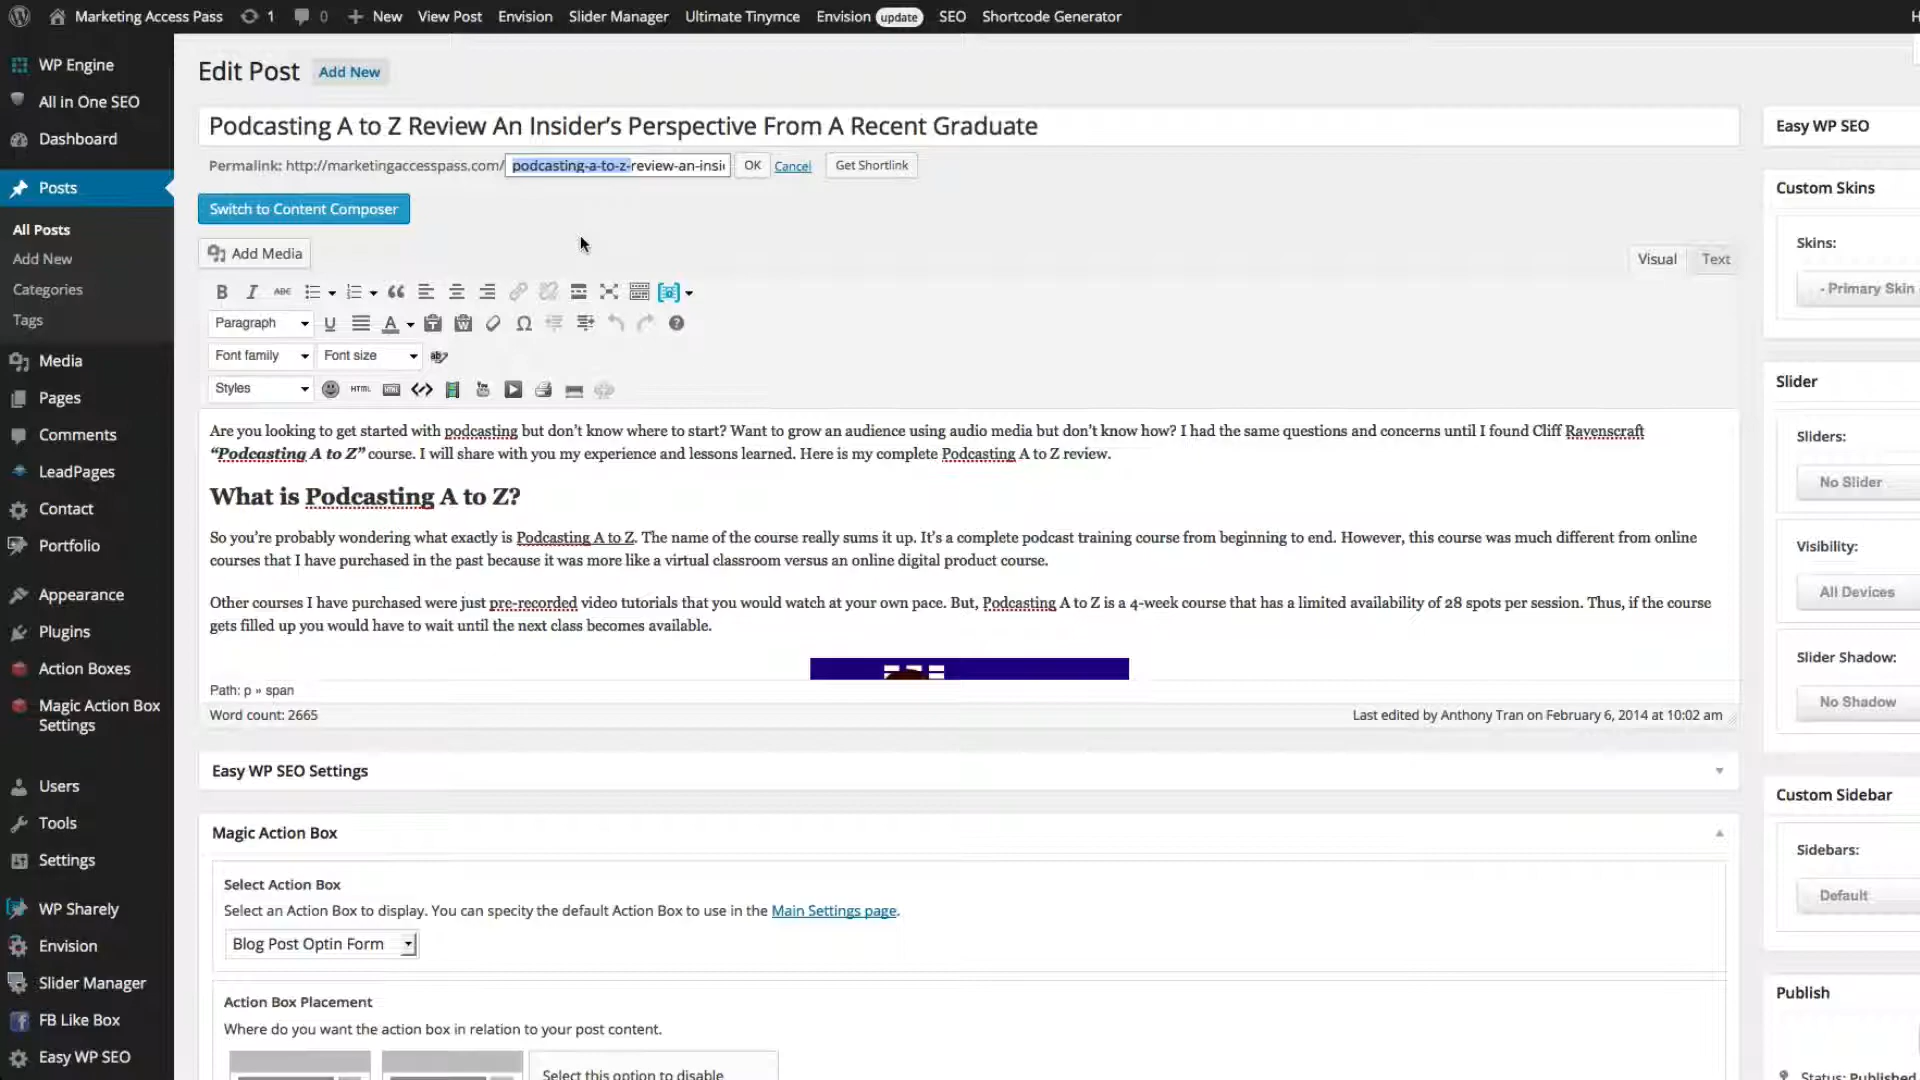 Marketing Access Pass 1 0 New View Post Envision Slider Manager Ultimate Tinymce Envision update SEO Shortcode Generator H
WP Engine
All in One SEO
Dashboard
Posts
All Posts
Add New
Categories
Tags
Media
Pages
Comments
LeadPages
Contact
Portfolio
Appearance
Plugins
Action Boxes
Magic Action Box
Settings
Users
Tools
Settings
WP Sharely
Envision
Slider Manager
FB Like Box
Easy WP SEO
Edit Post Add New
Podcasting A to Z Review An Insider’s Perspective From A Recent Graduate
Permalink: http://marketingaccesspass.com/ podcasting-a-to-z-review-an-insi OK Cancel Get Shortlink
Switch to Content Composer
Add Media
Visual Text
B I ABC
Paragraph U A T W Ω ?
Font family Font size
Styles HTML
Are you looking to get started with podcasting but don’t know where to start? Want to grow an audience using audio media but don’t know how? I had the same questions and concerns until I found Cliff Ravenscraft
“Podcasting A to Z” course. I will share with you my experience and lessons learned. Here is my complete Podcasting A to Z review.
What is Podcasting A to Z?
So you’re probably wondering what exactly is Podcasting A to Z. The name of the course really sums it up. It’s a complete podcast training course from beginning to end. However, this course was much different from online
courses that I have purchased in the past because it was more like a virtual classroom versus an online digital product course.
Other courses I have purchased were just pre-recorded video tutorials that you would watch at your own pace. But, Podcasting A to Z is a 4-week course that has a limited availability of 28 spots per session. Thus, if the course
gets filled up you would have to wait until the next class becomes available.
Path: p » span
Word count: 2665 Last edited by Anthony Tran on February 6, 2014 at 10:02 am
Easy WP SEO Settings
Magic Action Box
Select Action Box
Select an Action Box to display. You can specify the default Action Box to use in the Main Settings page.
Blog Post Optin Form
Action Box Placement
Where do you want the action box in relation to your post content.
Select this option to disable
Easy WP SEO
Custom Skins
Skins:
- Primary Skin
Slider
Sliders:
No Slider
Visibility:
All Devices
Slider Shadow:
No Shadow
Custom Sidebar
Sidebars:
Default
Publish
Status: Published